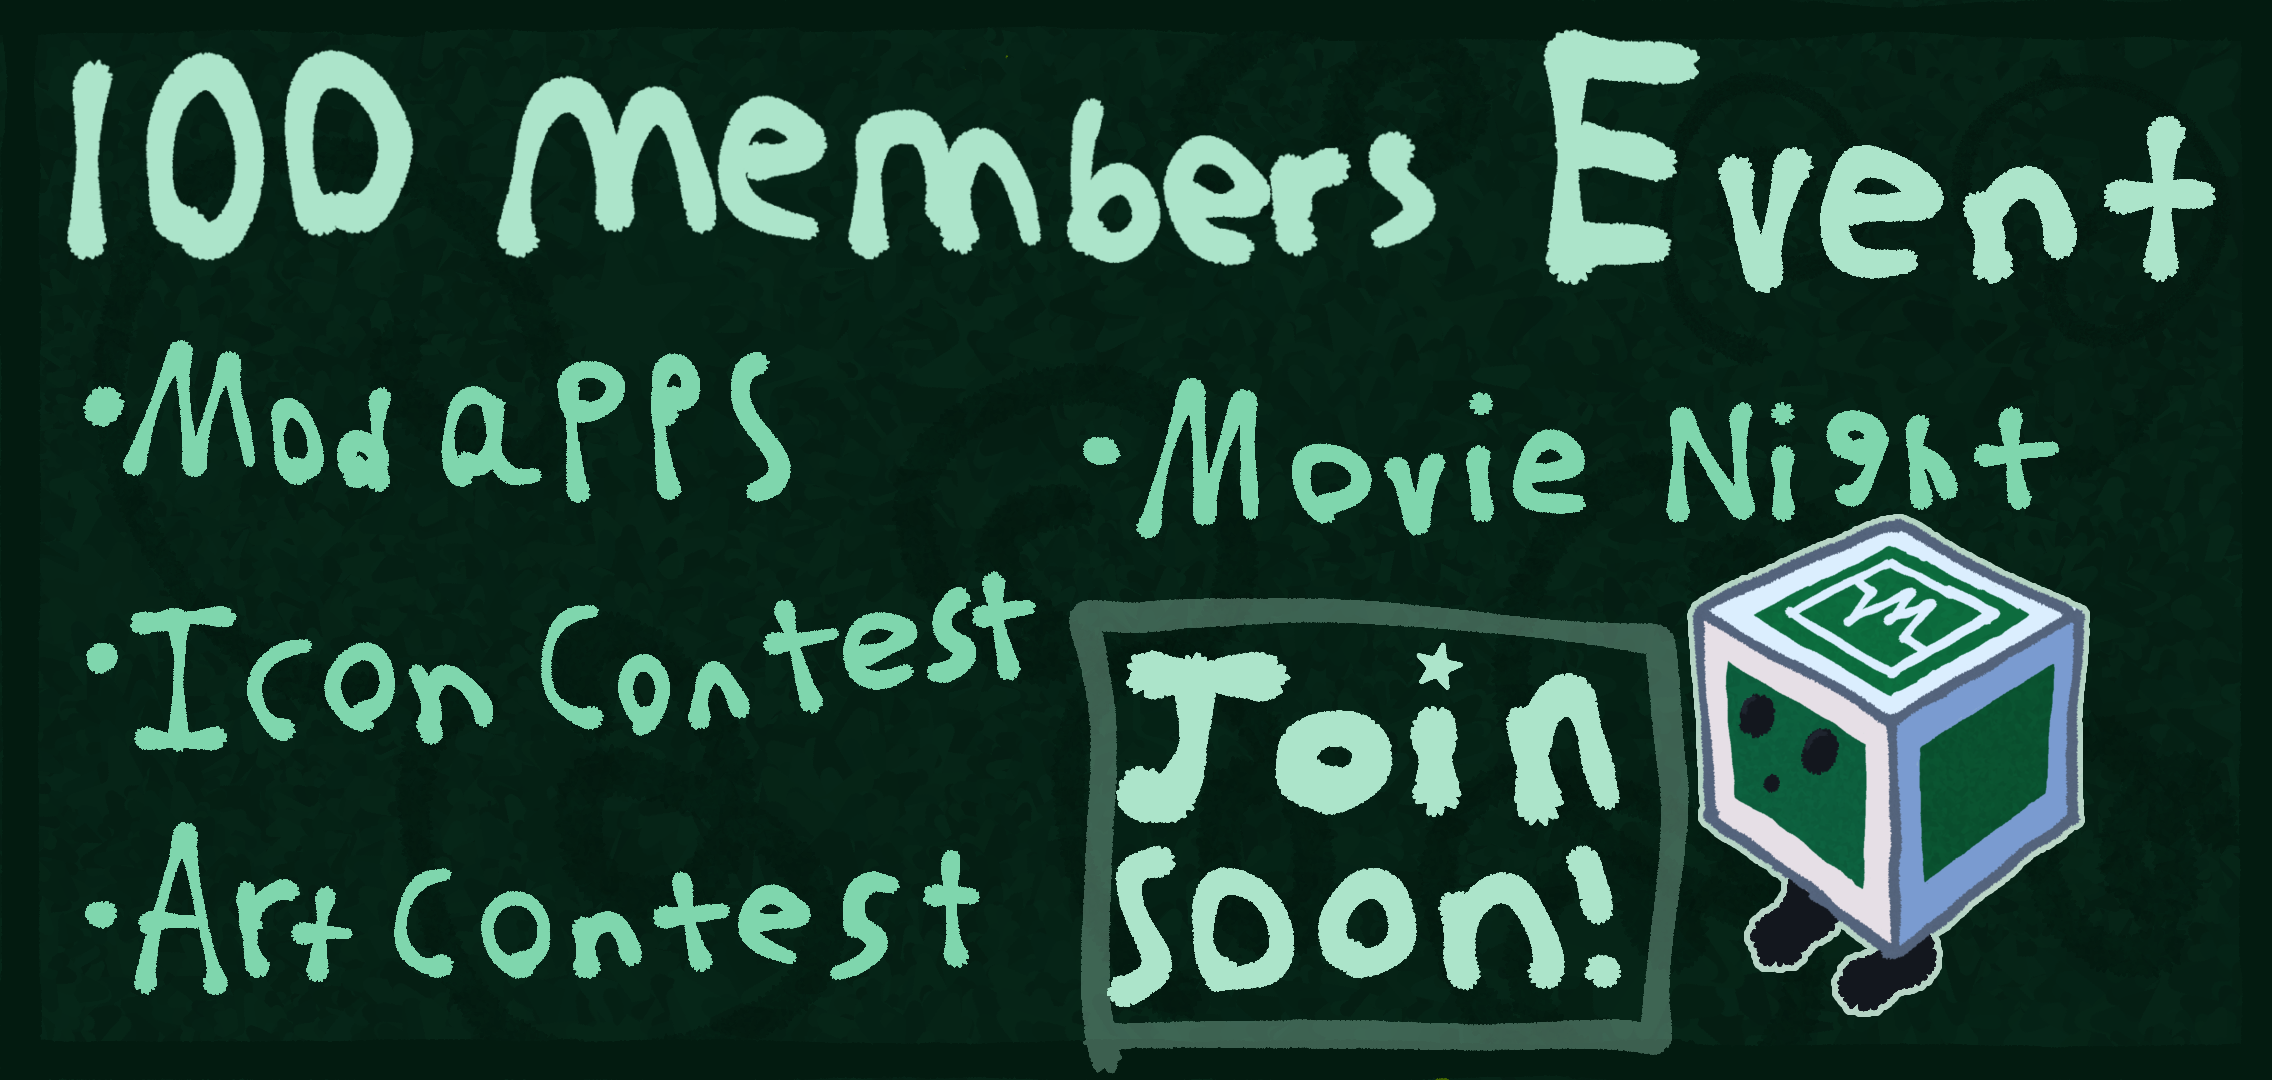 100 members Event
• Mod apps
• Movie Night
• Icon Contest
• Art Contest
Join
soon!
M